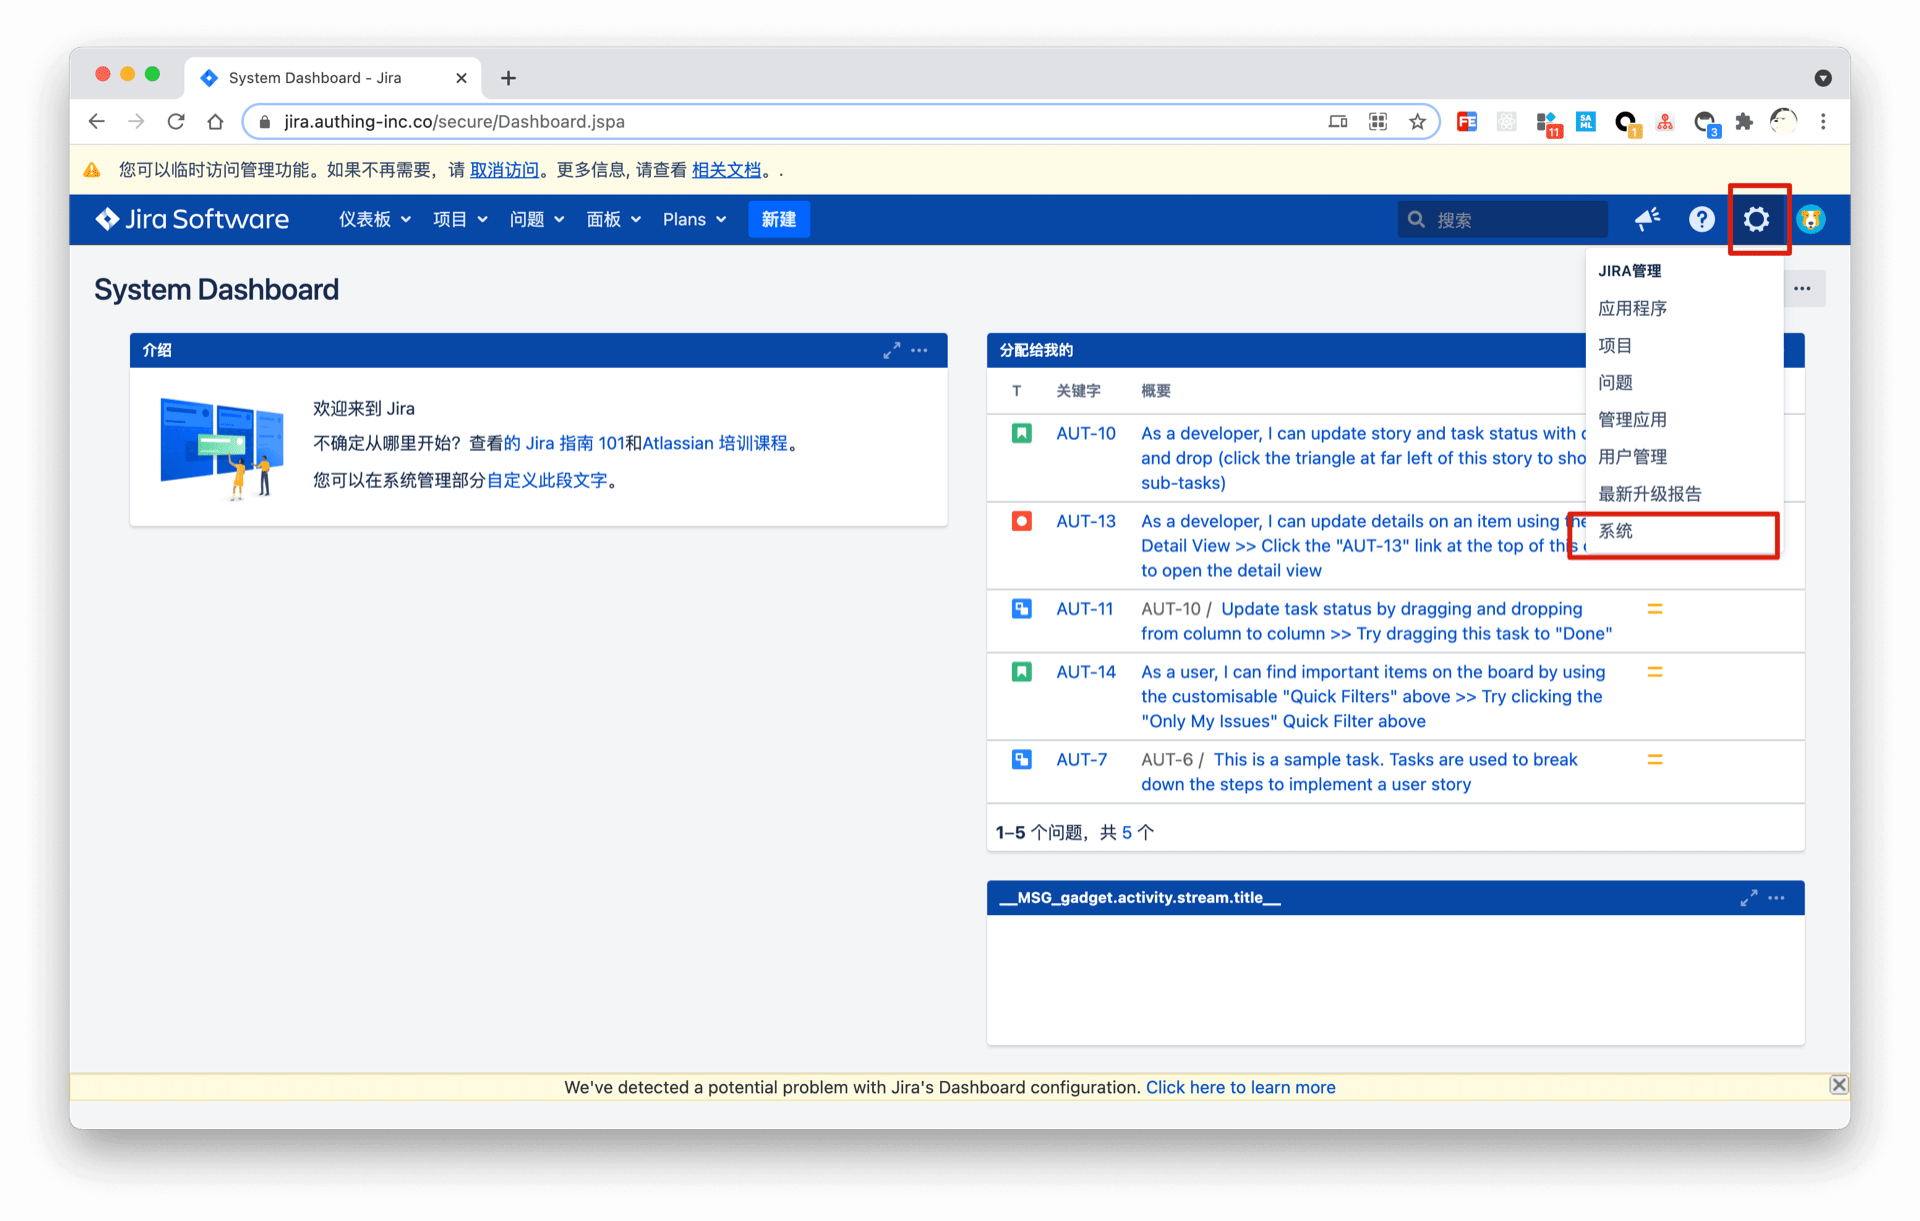 System Dashboard - Jira
jira.authing-inc.co/secure/Dashboard.jspa
FE
11
SA
ML
1
3
您可以临时访问管理功能。如果不再需要，请 取消访问。更多信息, 请查看 相关文档。.
Jira Software
仪表板
项目
问题
面板
Plans
新建
搜索
System Dashboard
JIRA管理
应用程序
项目
问题
管理应用
用户管理
最新升级报告
系统
介绍
欢迎来到 Jira
不确定从哪里开始？查看的 Jira 指南 101和Atlassian 培训课程。
您可以在系统管理部分自定义此段文字。
分配给我的
T 关键字 概要
AUT-10 As a developer, I can update story and task status with d
and drop (click the triangle at far left of this story to sho
sub-tasks)
AUT-13 As a developer, I can update details on an item using the
Detail View >> Click the "AUT-13" link at the top of this c
to open the detail view
AUT-11 AUT-10 / Update task status by dragging and dropping
from column to column >> Try dragging this task to "Done"
AUT-14 As a user, I can find important items on the board by using
the customisable "Quick Filters" above >> Try clicking the
"Only My Issues" Quick Filter above
AUT-7 AUT-6 / This is a sample task. Tasks are used to break
down the steps to implement a user story
1–5 个问题，共 5 个
__MSG_gadget.activity.stream.title__
We've detected a potential problem with Jira's Dashboard configuration. Click here to learn more